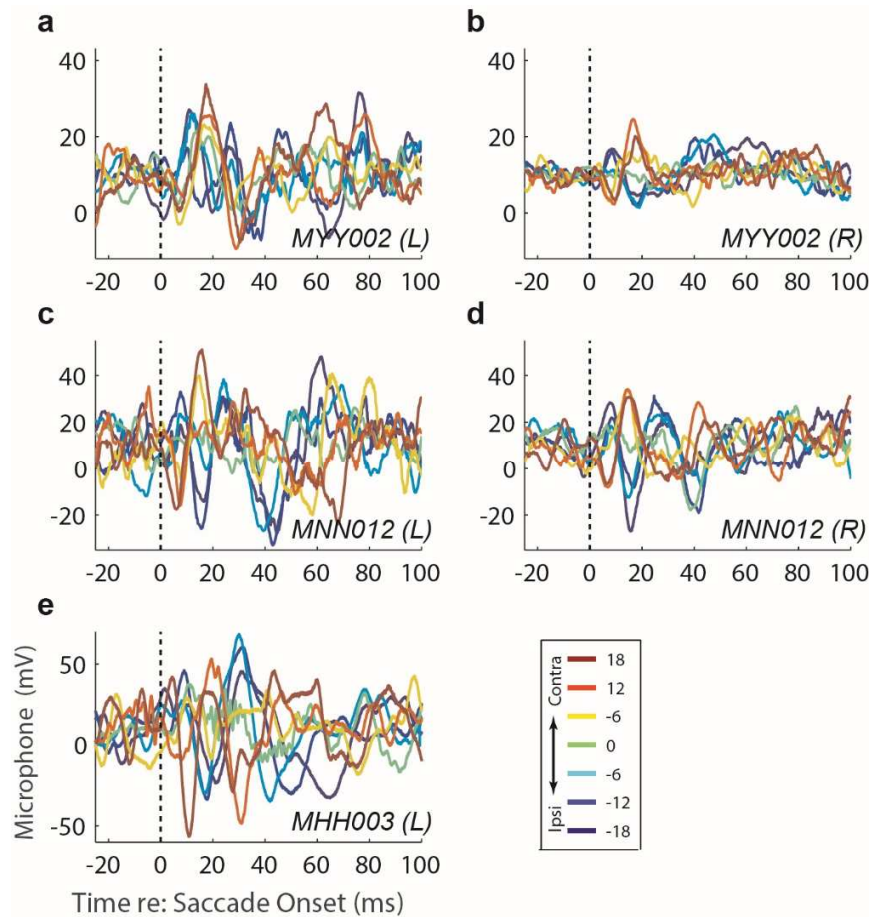 a
b
40
20
0
-20 0 20 40 60 80 100
MYY002 (L)
40
20
0
-20 0 20 40 60 80 100
MYY002 (R)
c
d
40
20
0
-20
-20 0 20 40 60 80 100
MNN012 (L)
40
20
0
-20
-20 0 20 40 60 80 100
MNN012 (R)
e
Microphone (mV)
50
0
-50
-20 0 20 40 60 80 100
MHH003 (L)
Time re: Saccade Onset (ms)
Contra
Ipsi
18
12
-6
0
-6
-12
-18